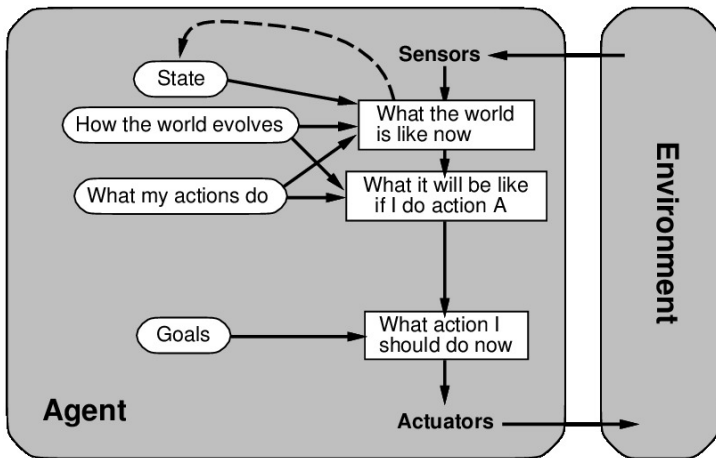 Sensors
State
What the world
is like now
How the world evolves
What my actions do
What it will be like
if I do action A
Goals
What action I
should do now
Agent
Actuators
Environment